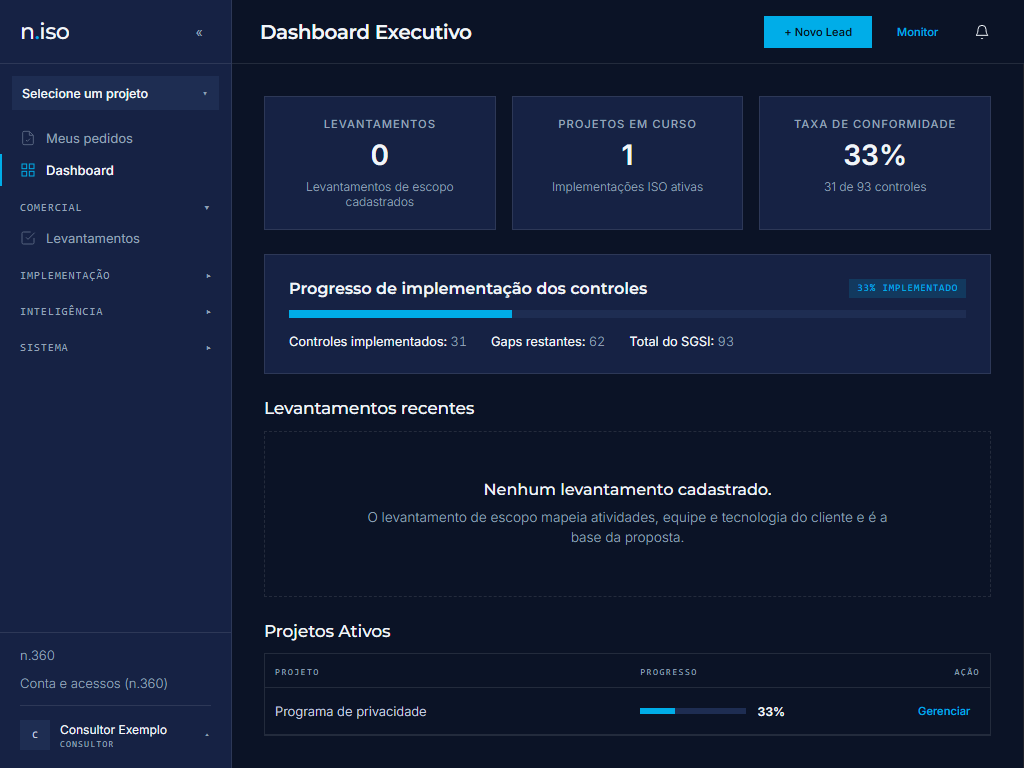 n.iso
«
Selecione um projeto
Meus pedidos
Dashboard
COMERCIAL
Levantamentos
IMPLEMENTAÇÃO
INTELIGÊNCIA
SISTEMA
n.360
Conta e acessos (n.360)
C
Consultor Exemplo
CONSULTOR
Dashboard Executivo
+ Novo Lead
Monitor
LEVANTAMENTOS
0
Levantamentos de escopo
cadastrados
PROJETOS EM CURSO
1
Implementações ISO ativas
TAXA DE CONFORMIDADE
33%
31 de 93 controles
Progresso de implementação dos controles
33% IMPLEMENTADO
Controles implementados: 31 Gaps restantes: 62 Total do SGSI: 93
Levantamentos recentes
Nenhum levantamento cadastrado.
O levantamento de escopo mapeia atividades, equipe e tecnologia do cliente e é a
base da proposta.
Projetos Ativos
PROJETO PROGRESSO AÇÃO
Programa de privacidade 33% Gerenciar